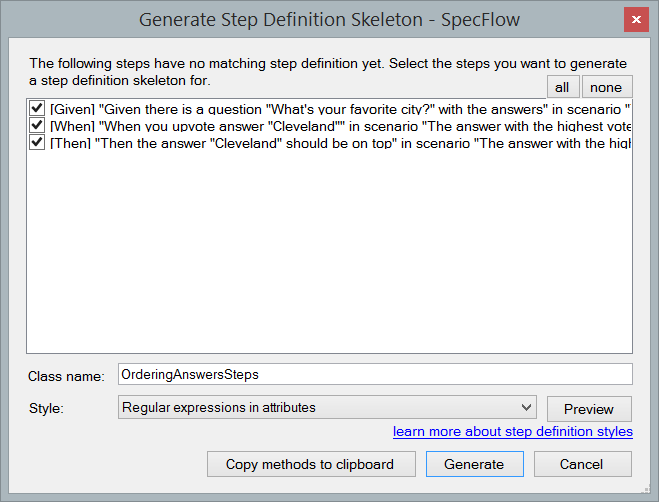 Generate Step Definition Skeleton - SpecFlow
The following steps have no matching step definition yet. Select the steps you want to generate
a step definition skeleton for.
all none
[Given] "Given there is a question "What's your favorite city?" with the answers" in scenario "
[When] "When you upvote answer "Cleveland"" in scenario "The answer with the highest vote
[Then] "Then the answer "Cleveland" should be on top" in scenario "The answer with the hig
Class name: OrderingAnswersSteps
Style: Regular expressions in attributes Preview
learn more about step definition styles
Copy methods to clipboard Generate Cancel